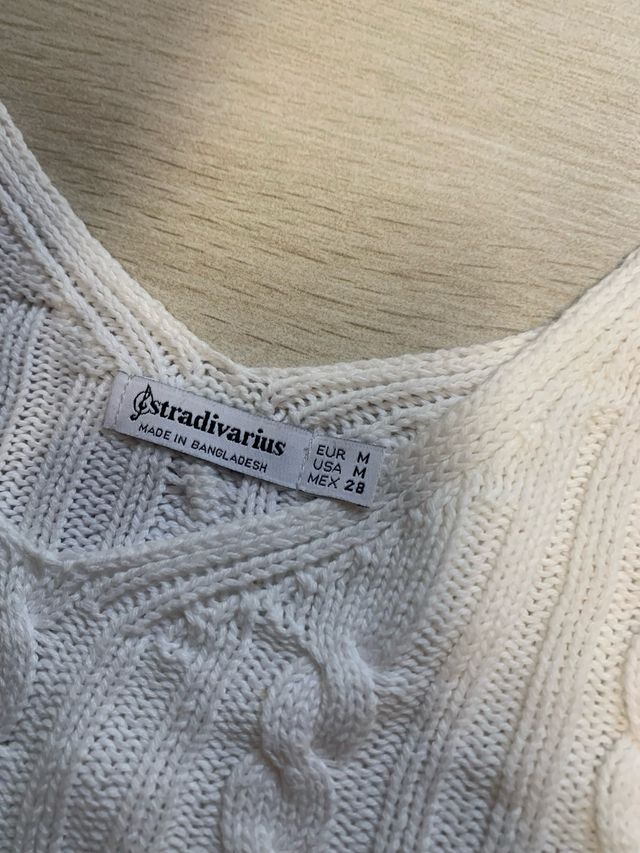 stradivarius
MADE IN BANGLADESH
EUR M
USA M
MEX 28